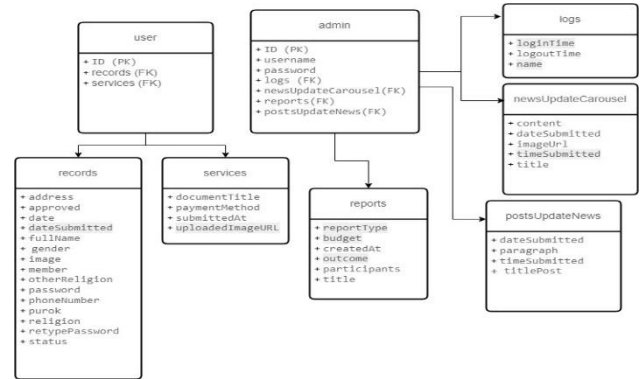 user
+ ID (PK)
+ records (FK)
+ services (FK)
admin
+ ID (PK)
+ username
+ password
+ logs (FK)
+ newsUpdateCarousel(FK)
+ reports(FK)
+ postsUpdateNews(FK)
logs
+ loginTime
+ logoutTime
+ name
newsUpdateCarousel
+ content
+ dateSubmitted
+ imageUrl
+ timeSubmitted
+ title
records
+ address
+ approved
+ date
+ dateSubmitted
+ fullName
+ gender
+ image
+ member
+ otherReligion
+ password
+ phoneNumber
+ purok
+ religion
+ retypePassword
+ status
services
+ documentTitle
+ paymentMethod
+ submittedAt
+ uploadedImageURL
reports
+ reportType
+ budget
+ createdAt
+ outcome
+ participants
+ title
postsUpdateNews
+ dateSubmitted
+ paragraph
+ timeSubmitted
+ titlePost